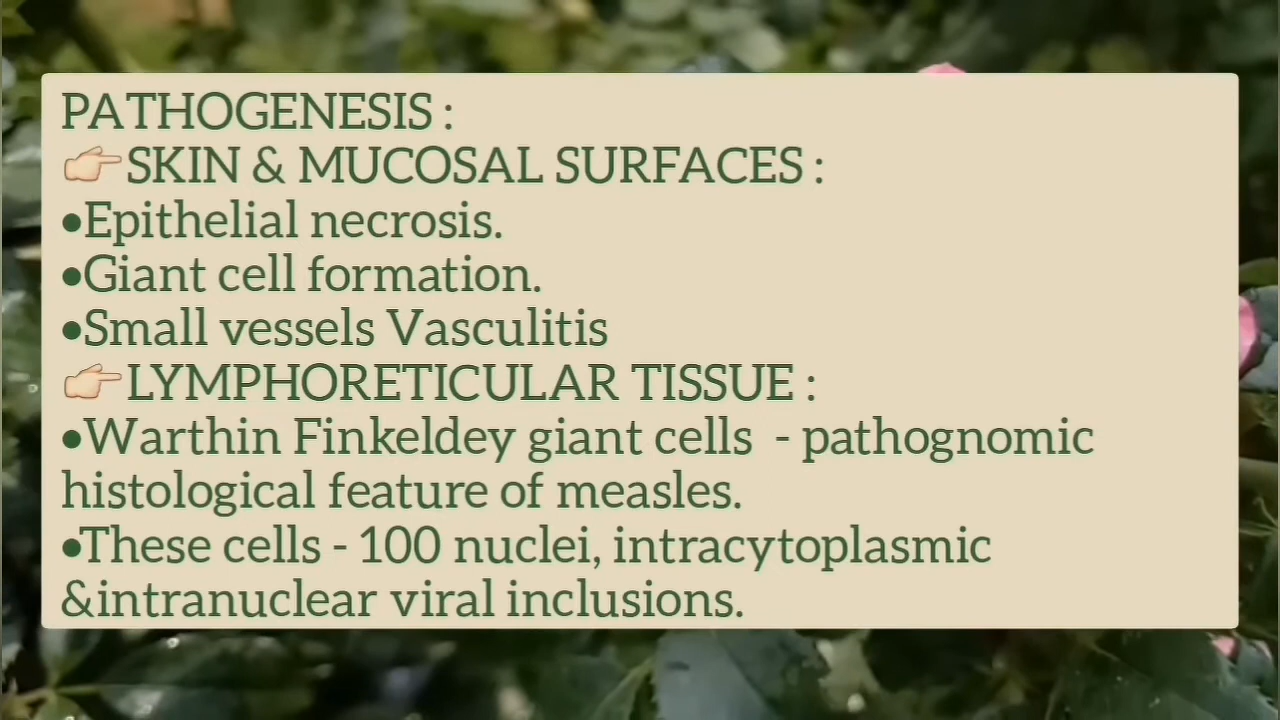 PATHOGENESIS :
👉🏻SKIN & MUCOSAL SURFACES :
•Epithelial necrosis.
•Giant cell formation.
•Small vessels Vasculitis
👉🏻LYMPHORETICULAR TISSUE :
•Warthin Finkeldey giant cells - pathognomic
histological feature of measles.
•These cells - 100 nuclei, intracytoplasmic
&intranuclear viral inclusions.